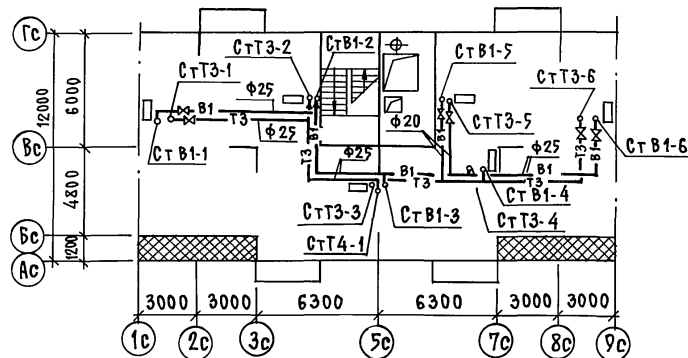 Гс
СтТ3-2
СтВ1-2
СтВ1-5
СтТ3-6
СтТ3-1
ф25
В1
Т3
ф25
СтТ3-5
12000
6000
ф20
В1
Т3
В1
Вс
СтВ1-1
ф25
ф25
Т3
В1
СтВ1-6
В1
Т3
В1
Т3
СтВ1-4
4800
СтТ3-3
СтВ1-3
СтТ3-4
СтТ4-1
Бс
1200
Ас
3000
3000
6300
6300
3000
3000
1с
2с
3с
5с
7с
8с
9с